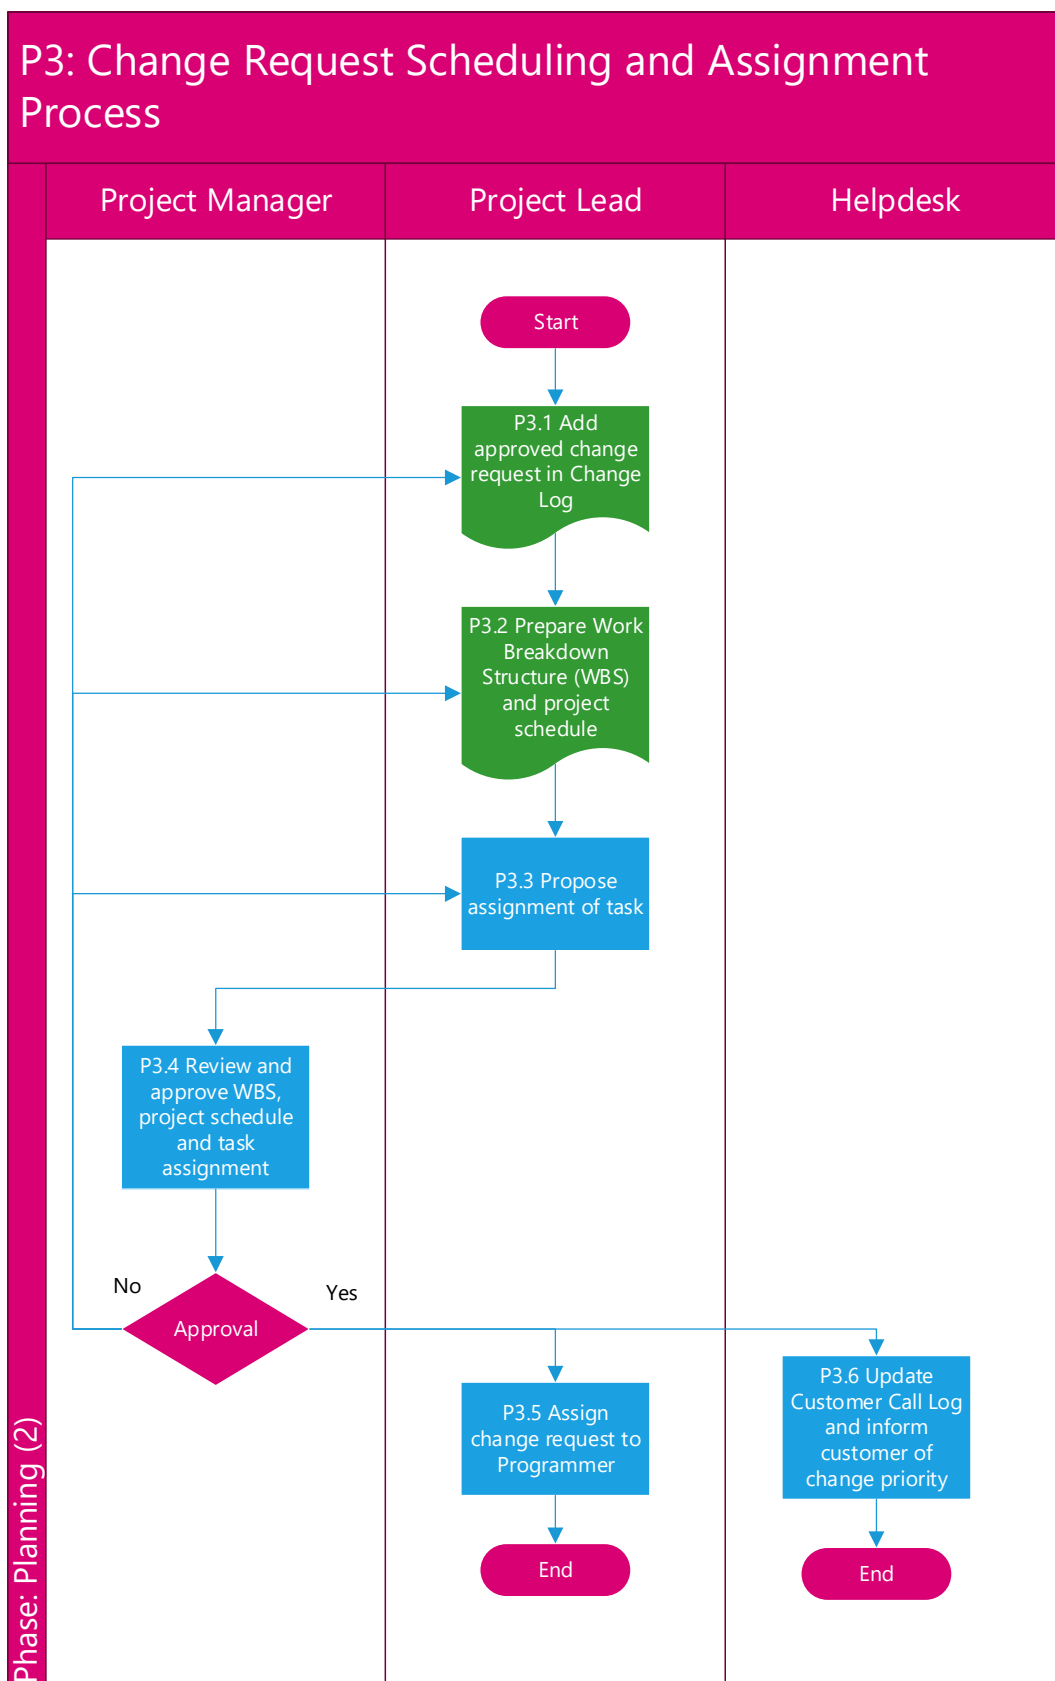 P3: Change Request Scheduling and Assignment
Process
Project Manager
Project Lead
Helpdesk
Start
P3.1 Add
approved change
request in Change
Log
P3.2 Prepare Work
Breakdown
Structure (WBS)
and project
schedule
P3.3 Propose
assignment of task
P3.4 Review and
approve WBS,
project schedule
and task
assignment
No
Yes
Approval
P3.5 Assign
change request to
Programmer
P3.6 Update
Customer Call Log
and inform
customer of
change priority
End
End
Phase: Planning (2)